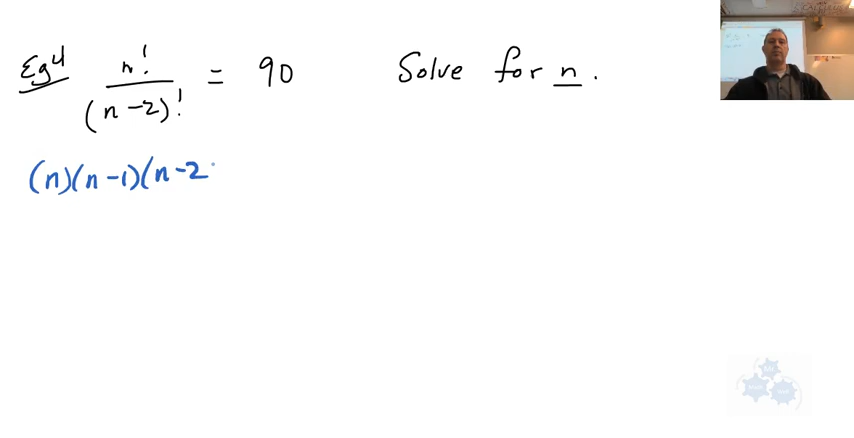 Eg4 n!/(n-2)! = 90 Solve for n.
(n)(n-1)(n-2